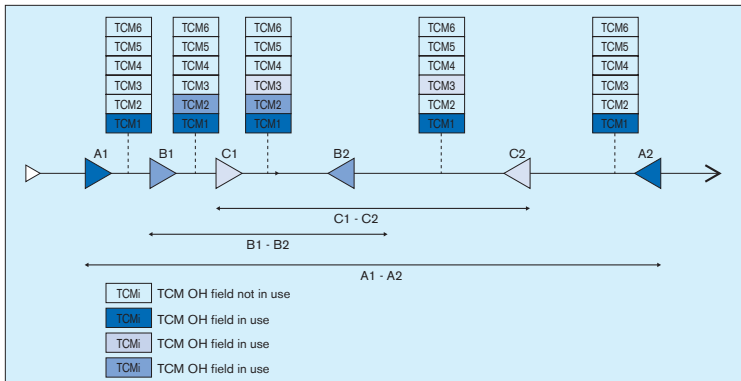 TCM6 TCM6 TCM6 TCM6 TCM6
TCM5 TCM5 TCM5 TCM5 TCM5
TCM4 TCM4 TCM4 TCM4 TCM4
TCM3 TCM3 TCM3 TCM3 TCM3
TCM2 TCM2 TCM2 TCM2 TCM2
TCM1 TCM1 TCM1 TCM1 TCM1
A1 B1 C1 B2 C2 A2
C1 - C2
B1 - B2
A1 - A2
TCMi TCM OH field not in use
TCMi TCM OH field in use
TCMi TCM OH field in use
TCMi TCM OH field in use